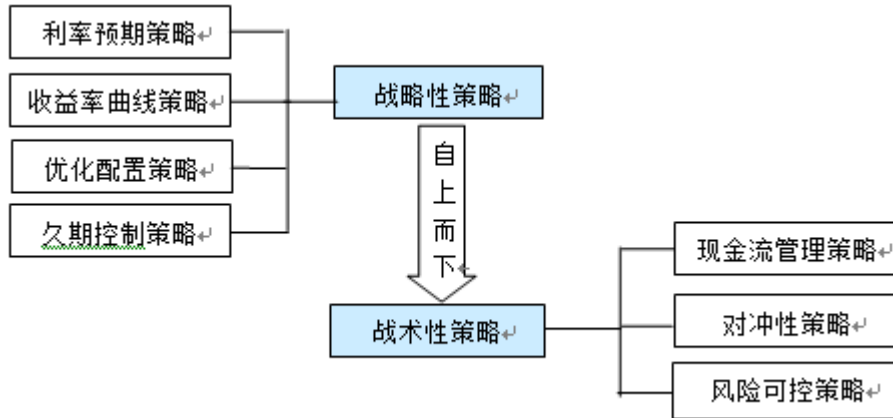 利率预期策略
收益率曲线策略
优化配置策略
久期控制策略
战略性策略
自
上
而
下
战术性策略
现金流管理策略
对冲性策略
风险可控策略